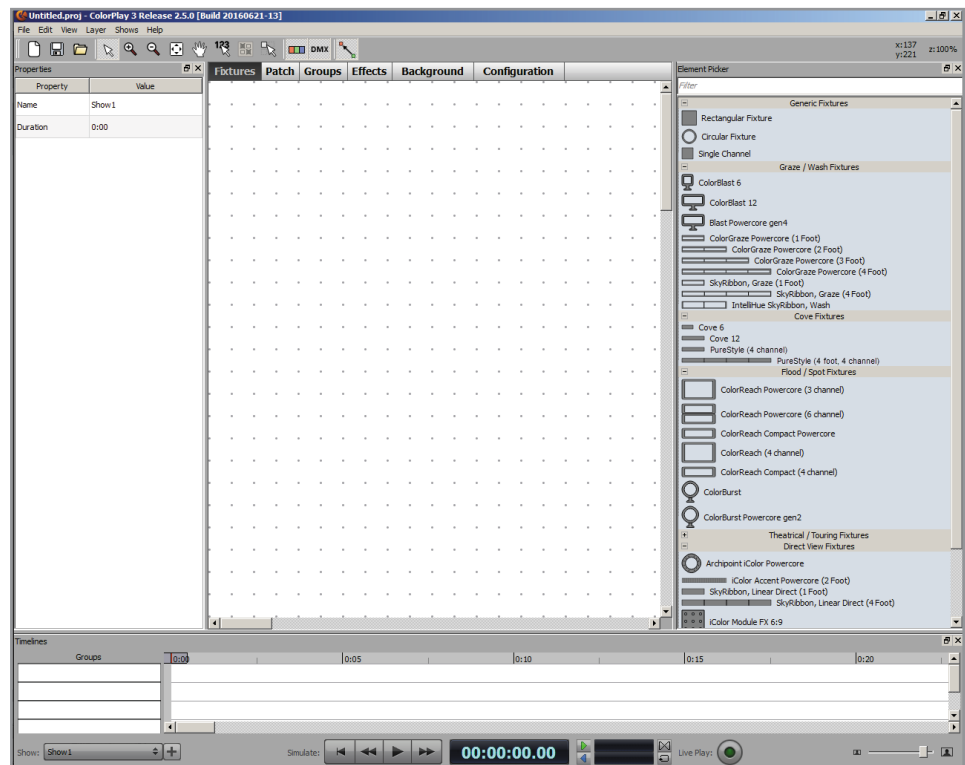 Untitled.proj - ColorPlay 3 Release 2.5.0 [Build 20160621-13]
File Edit View Layer Shows Help
123
DMX
x:137
y:221
z:100%
Properties
Property Value
Name Show1
Duration 0:00
Fixtures Patch Groups Effects Background Configuration
Element Picker
Filter
Generic Fixtures
Rectangular Fixture
Circular Fixture
Single Channel
Graze / Wash Fixtures
ColorBlast 6
ColorBlast 12
Blast Powercore gen4
ColorGraze Powercore (1 Foot)
ColorGraze Powercore (2 Foot)
ColorGraze Powercore (3 Foot)
ColorGraze Powercore (4 Foot)
SkyRibbon, Graze (1 Foot)
SkyRibbon, Graze (4 Foot)
IntelliHue SkyRibbon, Wash
Cove Fixtures
Cove 6
Cove 12
PureStyle (4 channel)
PureStyle (4 foot, 4 channel)
Flood / Spot Fixtures
ColorReach Powercore (3 channel)
ColorReach Powercore (6 channel)
ColorReach Compact Powercore
ColorReach (4 channel)
ColorReach Compact (4 channel)
ColorBurst
ColorBurst Powercore gen2
Theatrical / Touring Fixtures
Direct View Fixtures
Archipoint iColor Powercore
iColor Accent Powercore (2 Foot)
SkyRibbon, Linear Direct (1 Foot)
SkyRibbon, Linear Direct (4 Foot)
iColor Module FX 6:9
Timelines
Groups 0:00 0:05 0:10 0:15 0:20
Show: Show1 Simulate: 00:00:00.00 Live Play: